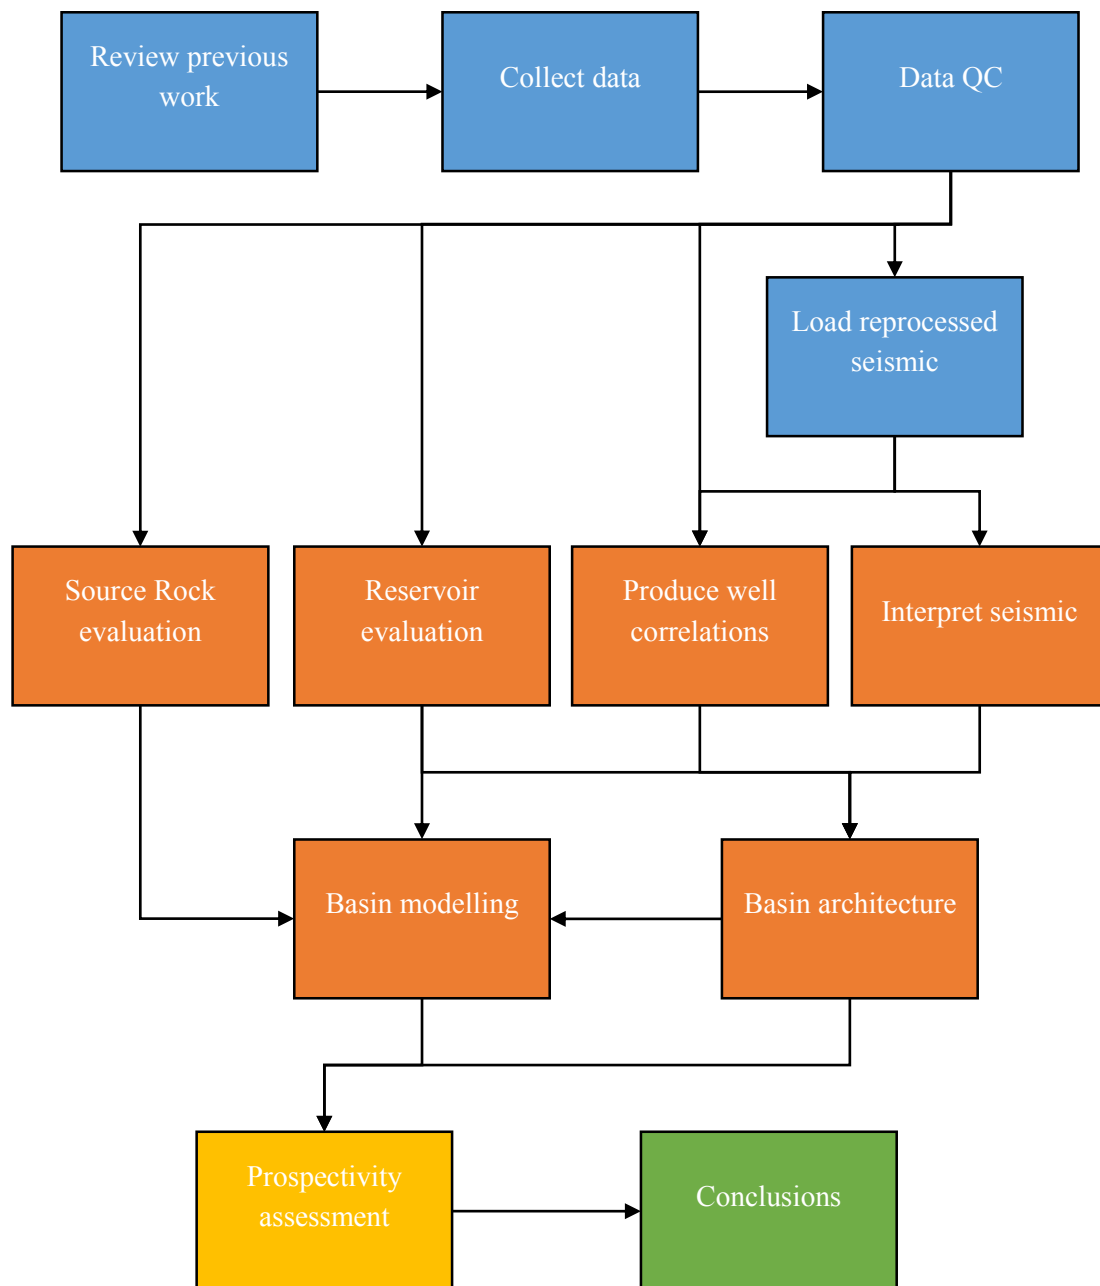 Review previous
work
Collect data
Data QC
Load reprocessed
seismic
Source Rock
evaluation
Reservoir
evaluation
Produce well
correlations
Interpret seismic
Basin modelling
Basin architecture
Prospectivity
assessment
Conclusions